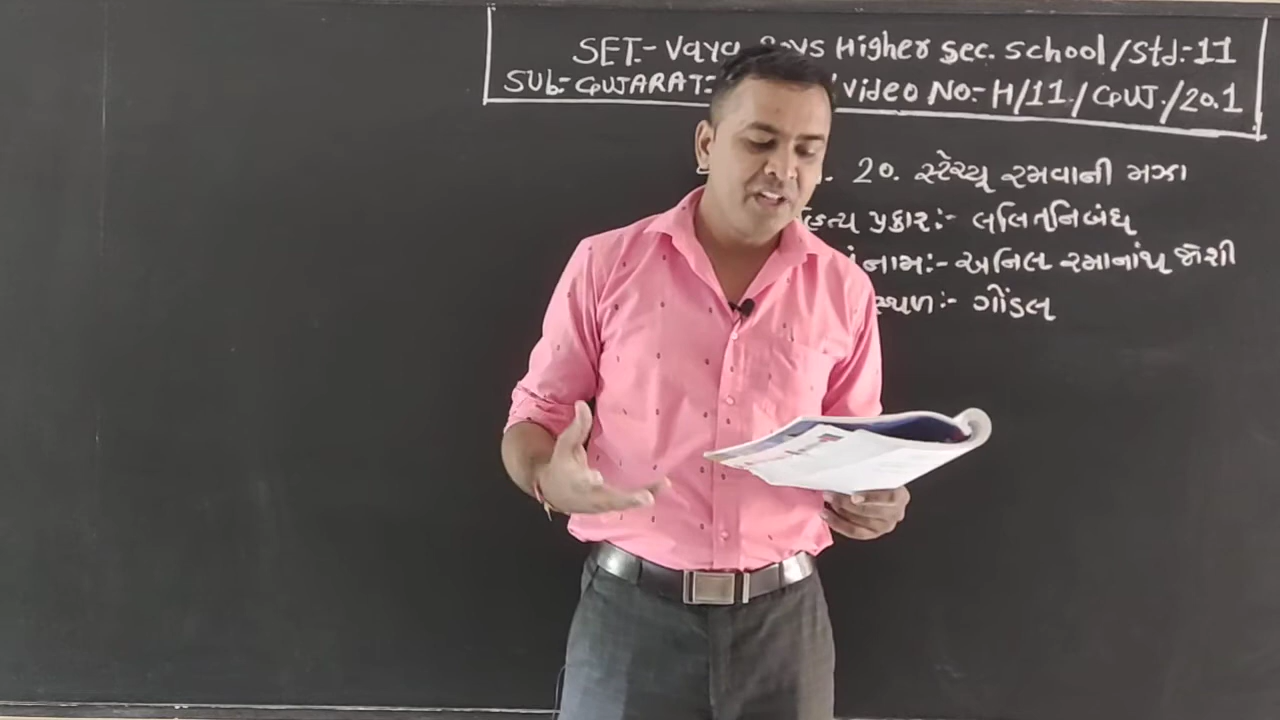 SET:- Vaya Boys Higher Sec. School/Std:-11
Sub:- GUJARATI Video No:- H/11/GUJ./20.1
20. સ્ટેચ્યૂ રમવાની મઝા
પ્રકાર:- લલિતનિબંધ
નામ:- અનિલ રમાનાથ જોશી
સ્થળ:- ગોંડલ